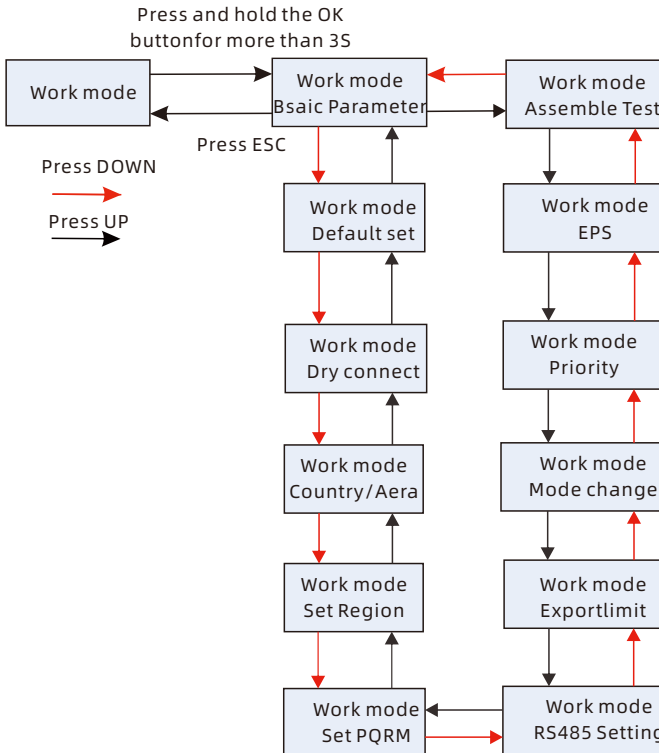 Press and hold the OK
buttonfor more than 3S
Work mode
Work mode
Bsaic Parameter
Work mode
Assemble Test
Press ESC
Press DOWN
Press UP
Work mode
Default set
Work mode
EPS
Work mode
Dry connect
Work mode
Priority
Work mode
Country/Aera
Work mode
Mode change
Work mode
Set Region
Work mode
Exportlimit
Work mode
Set PQRM
Work mode
RS485 Setting